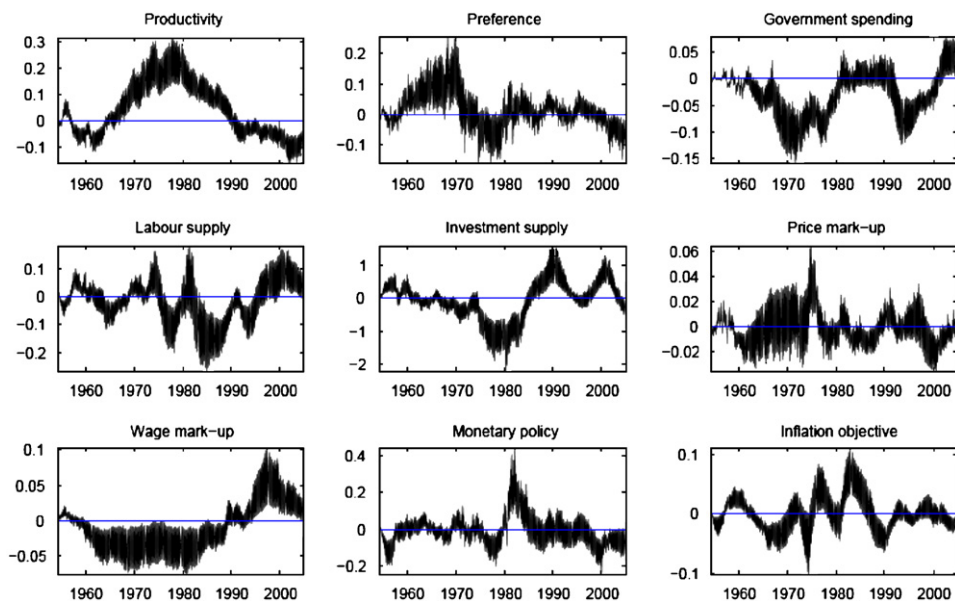 Productivity
Preference
Government spending
0.3
0.2
0.1
0
−0.1
1960 1970 1980 1990 2000
0.2
0.1
0
−0.1
1960 1970 1980 1990 2000
0.05
0
−0.05
−0.1
−0.15
1960 1970 1980 1990 2000
Labour supply
Investment supply
Price mark−up
0.1
0
−0.1
−0.2
1960 1970 1980 1990 2000
1
0
−1
−2
1960 1970 1980 1990 2000
0.06
0.04
0.02
0
−0.02
1960 1970 1980 1990 2000
Wage mark−up
Monetary policy
Inflation objective
0.1
0.05
0
−0.05
1960 1970 1980 1990 2000
0.4
0.2
0
−0.2
1960 1970 1980 1990 2000
0.1
0
−0.1
1960 1970 1980 1990 2000